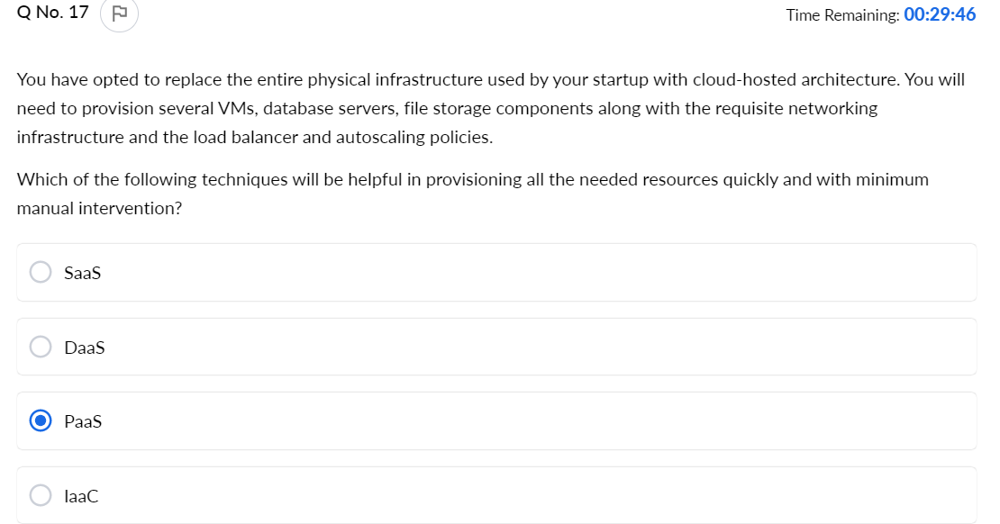 Q No. 17
Time Remaining: 00:29:46
You have opted to replace the entire physical infrastructure used by your startup with cloud-hosted architecture. You will
need to provision several VMs, database servers, file storage components along with the requisite networking
infrastructure and the load balancer and autoscaling policies.
Which of the following techniques will be helpful in provisioning all the needed resources quickly and with minimum
manual intervention?
SaaS
DaaS
PaaS
IaaC